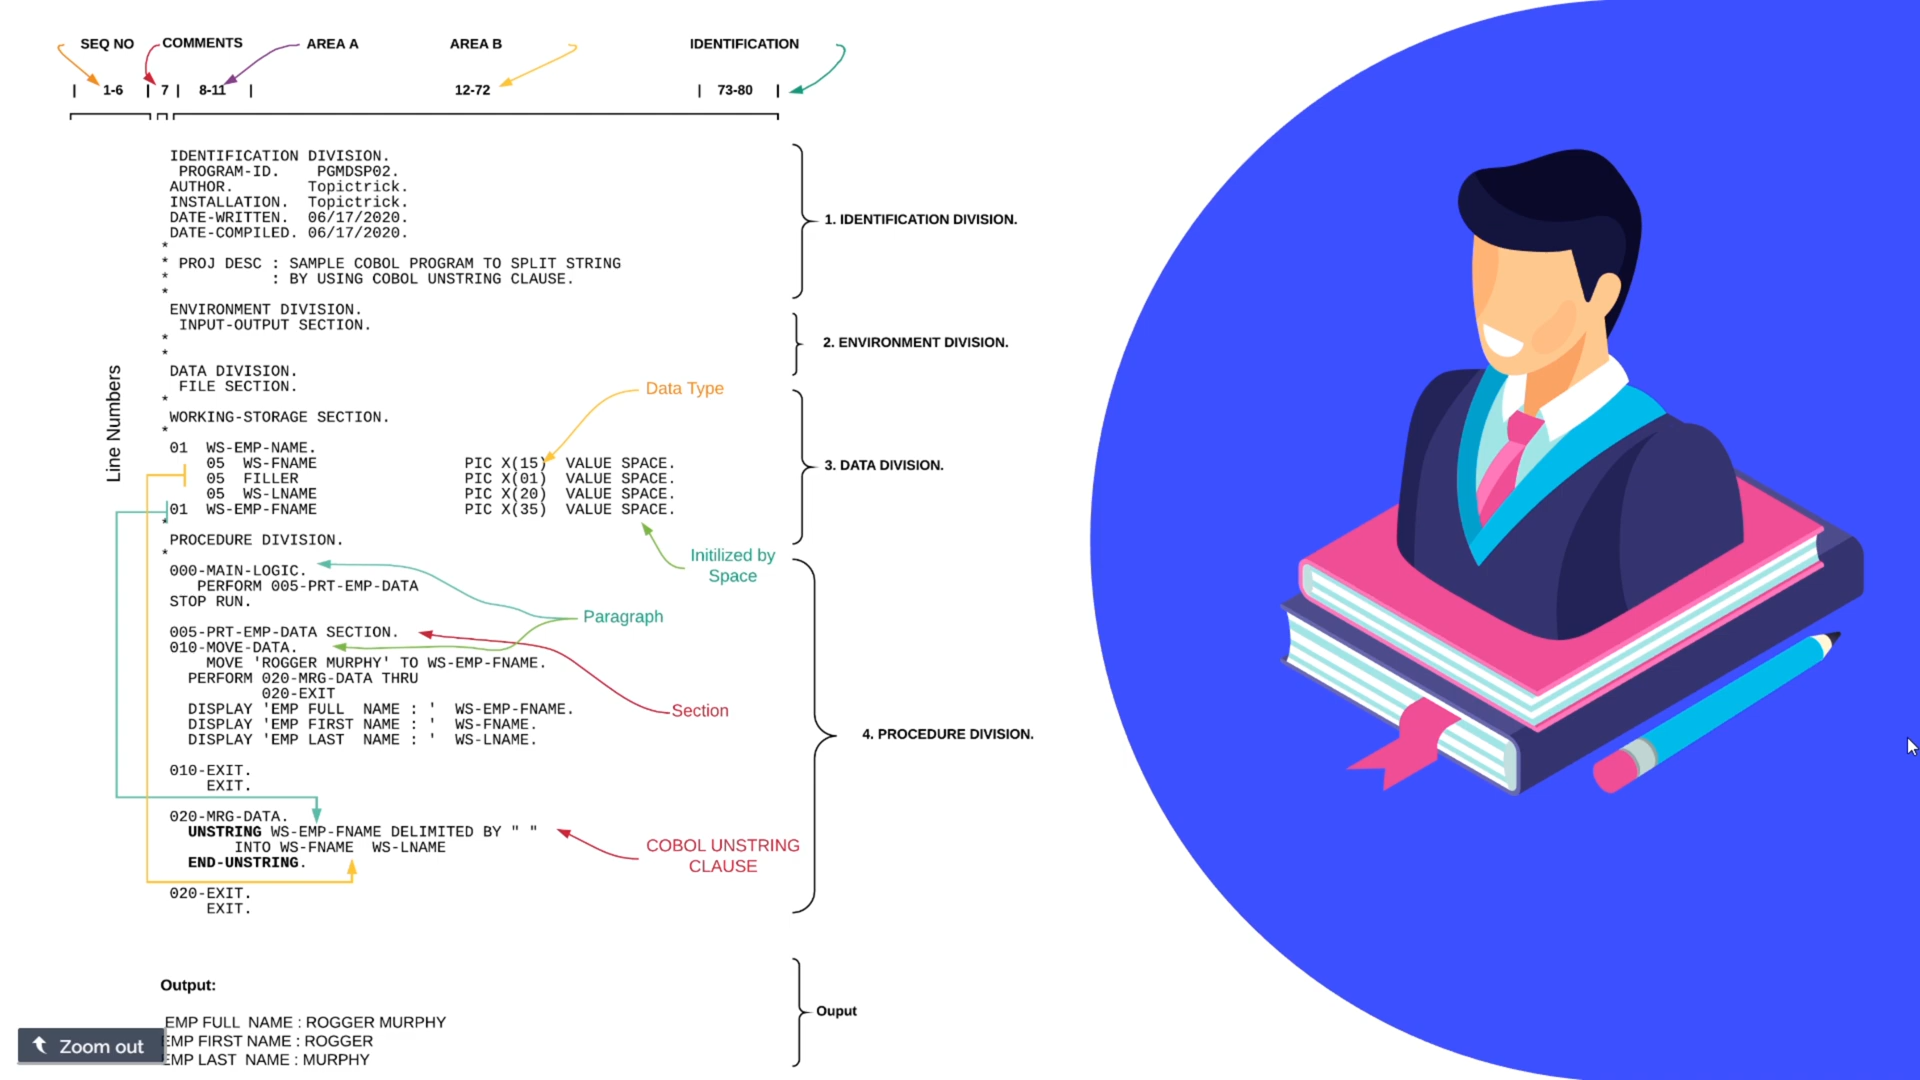 SEQ NO COMMENTS AREA A AREA B IDENTIFICATION
| 1-6 | 7 | 8-11 | 12-72 | 73-80 |
IDENTIFICATION DIVISION.
PROGRAM-ID. PGMDSP02.
AUTHOR. Topictrick.
INSTALLATION. Topictrick.
DATE-WRITTEN. 06/17/2020.
DATE-COMPILED. 06/17/2020.
*
* PROJ DESC : SAMPLE COBOL PROGRAM TO SPLIT STRING
* : BY USING COBOL UNSTRING CLAUSE.
*
1. IDENTIFICATION DIVISION.
ENVIRONMENT DIVISION.
INPUT-OUTPUT SECTION.
*
*
2. ENVIRONMENT DIVISION.
DATA DIVISION.
FILE SECTION.
*
WORKING-STORAGE SECTION.
*
01 WS-EMP-NAME.
05 WS-FNAME PIC X(15) VALUE SPACE.
05 FILLER PIC X(01) VALUE SPACE.
05 WS-LNAME PIC X(20) VALUE SPACE.
01 WS-EMP-FNAME PIC X(35) VALUE SPACE.
*
Data Type
Initilized by
Space
3. DATA DIVISION.
Line Numbers
PROCEDURE DIVISION.
*
000-MAIN-LOGIC.
PERFORM 005-PRT-EMP-DATA
STOP RUN.
Paragraph
005-PRT-EMP-DATA SECTION.
010-MOVE-DATA.
MOVE 'ROGGER MURPHY' TO WS-EMP-FNAME.
PERFORM 020-MRG-DATA THRU
020-EXIT
DISPLAY 'EMP FULL NAME : ' WS-EMP-FNAME.
DISPLAY 'EMP FIRST NAME : ' WS-FNAME.
DISPLAY 'EMP LAST NAME : ' WS-LNAME.
Section
4. PROCEDURE DIVISION.
010-EXIT.
EXIT.
020-MRG-DATA.
UNSTRING WS-EMP-FNAME DELIMITED BY " "
INTO WS-FNAME WS-LNAME
END-UNSTRING.
COBOL UNSTRING
CLAUSE
020-EXIT.
EXIT.
Output:
EMP FULL NAME : ROGGER MURPHY
EMP FIRST NAME : ROGGER
EMP LAST NAME : MURPHY
Ouput
Zoom out